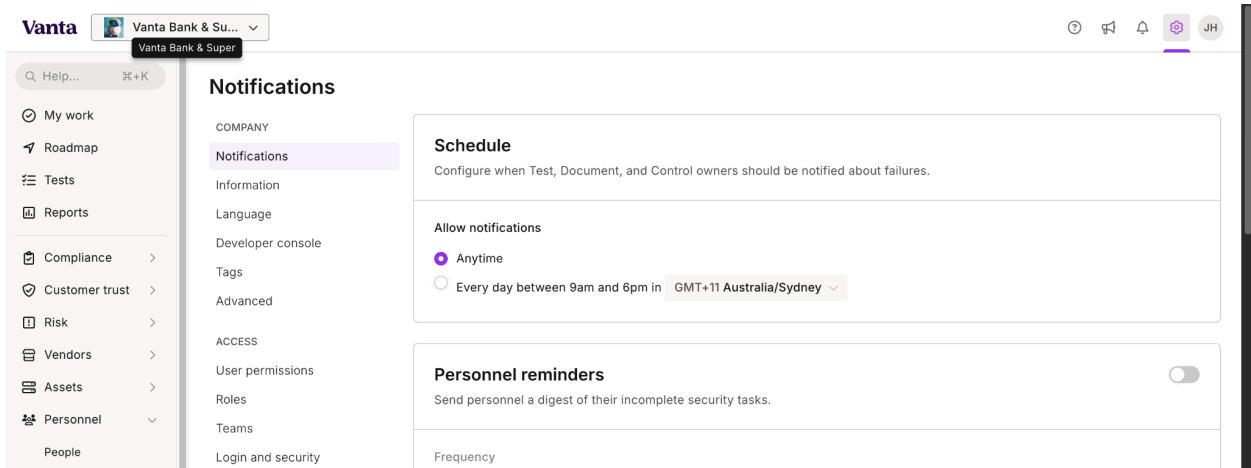 Vanta
Vanta Bank & Su...
Vanta Bank & Super
JH
Help... ⌘+K
My work
Roadmap
Tests
Reports
Compliance
Customer trust
Risk
Vendors
Assets
Personnel
People
Notifications
COMPANY
Notifications
Information
Language
Developer console
Tags
Advanced
ACCESS
User permissions
Roles
Teams
Login and security
Schedule
Configure when Test, Document, and Control owners should be notified about failures.
Allow notifications
Anytime
Every day between 9am and 6pm in GMT+11 Australia/Sydney
Personnel reminders
Send personnel a digest of their incomplete security tasks.
Frequency